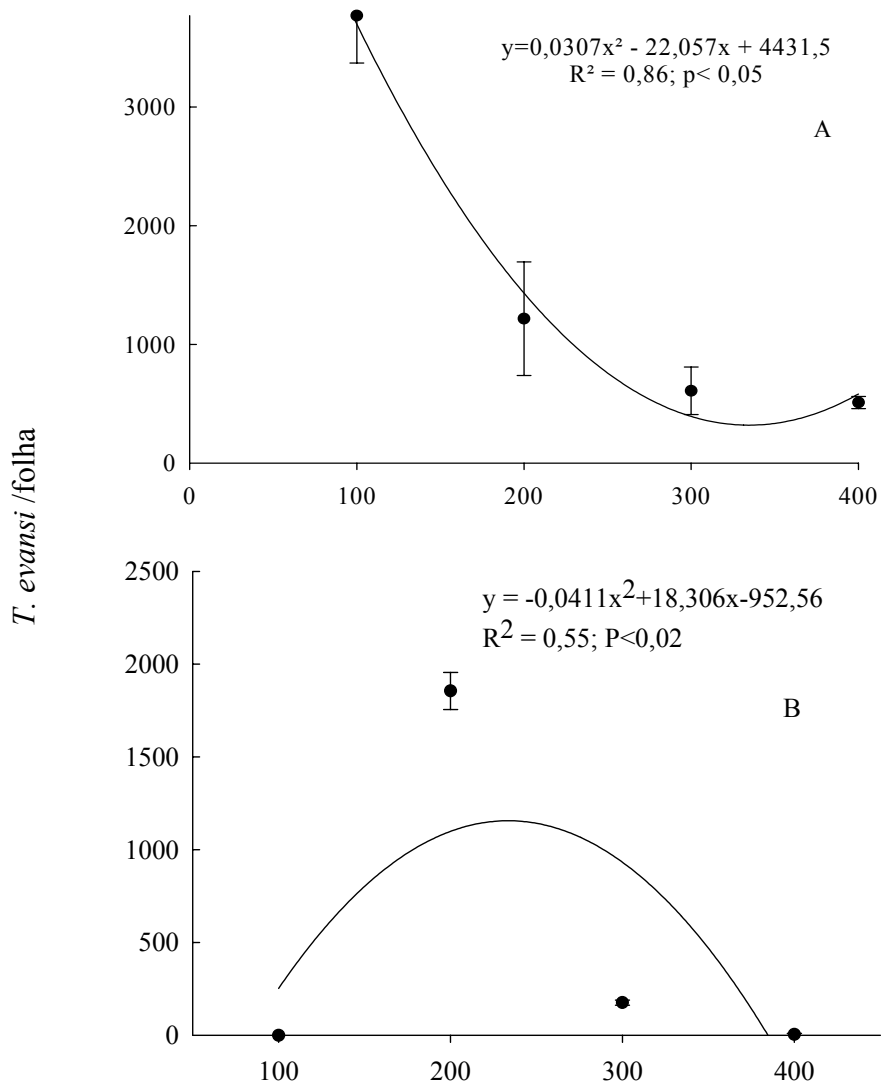 y=0,0307x² - 22,057x + 4431,5
R² = 0,86; p< 0,05
A
3000
2000
1000
0
0 100 200 300 400
T. evansi /folha
2500
y = -0,0411x²+18,306x-952,56
R² = 0,55; P<0,02
2000
B
1500
1000
500
0
100 200 300 400